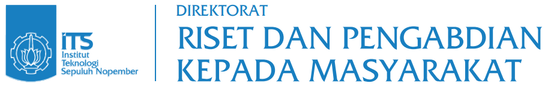 iTS
Institut
Teknologi
Sepuluh Nopember
DIREKTORAT
RISET DAN PENGABDIAN
KEPADA MASYARAKAT